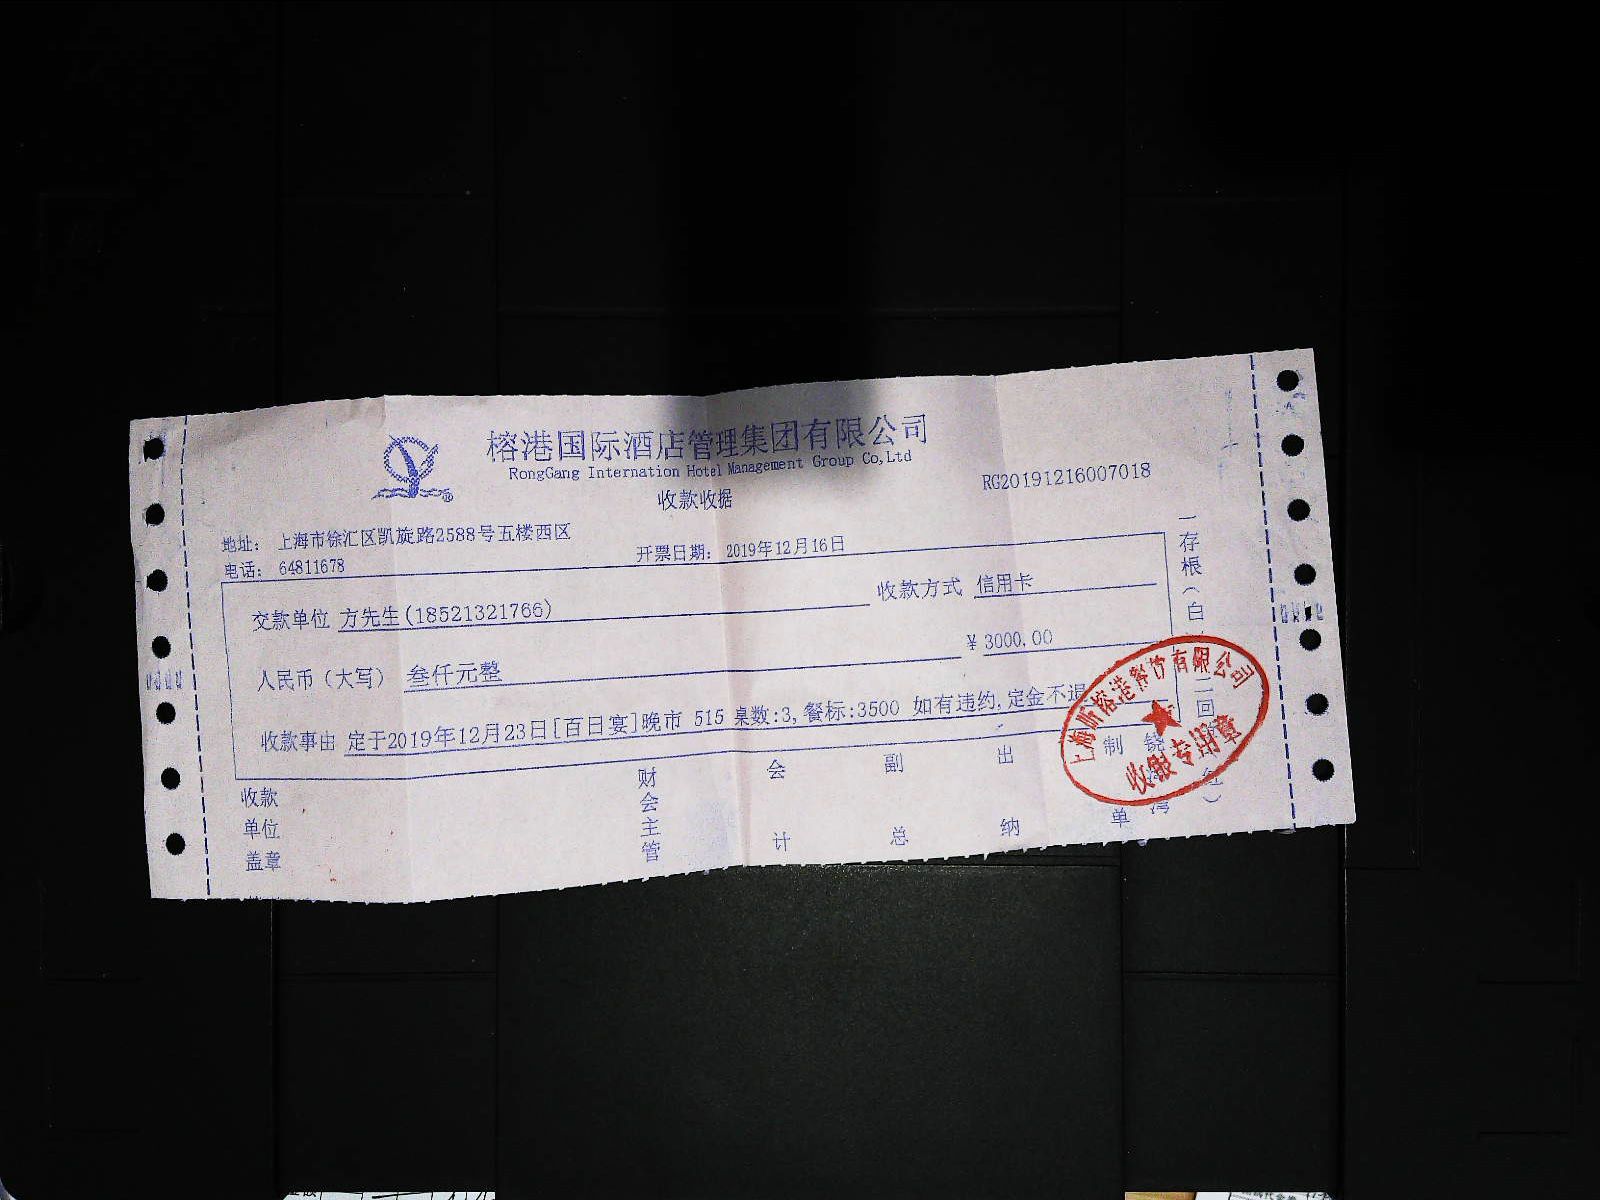 榕港国际酒店管理集团有限公司
RongGang Internation Hotel Management Group Co,Ltd
收款收据
RG20191216007018
地址: 上海市徐汇区凯旋路2588号五楼西区
电话: 64811678
开票日期: 2019年12月16日
交款单位 方先生(18521321766)
收款方式 信用卡
人民币(大写) 叁仟元整
¥ 3000.00
收款事由 定于2019年12月23日[百日宴]晚市 515 桌数:3,餐标:3500 如有违约,定金不退
收款单位盖章
财会主管
会计
副总
出纳
制单
一存根(白
二回
上海昕榕港餐饮有限公司
收银专用章